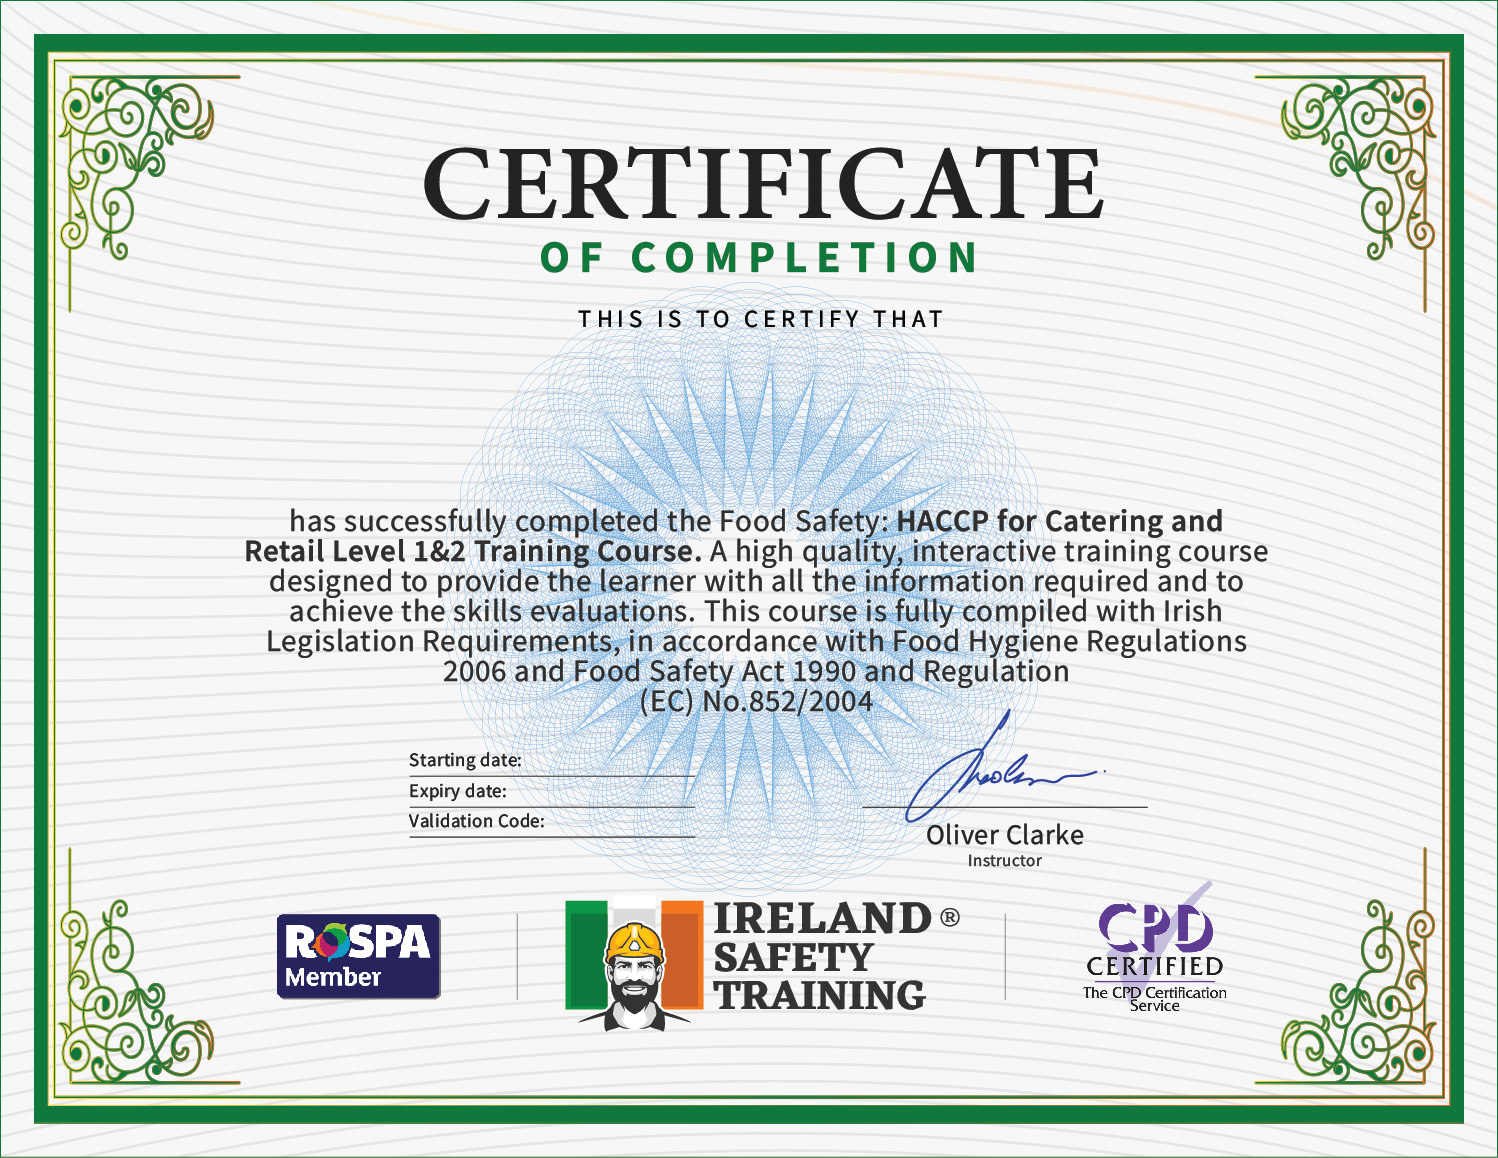 CERTIFICATE
OF COMPLETION
THIS IS TO CERTIFY THAT
has successfully completed the Food Safety: HACCP for Catering and
Retail Level 1&2 Training Course. A high quality, interactive training course
designed to provide the learner with all the information required and to
achieve the skills evaluations. This course is fully compiled with Irish
Legislation Requirements, in accordance with Food Hygiene Regulations
2006 and Food Safety Act 1990 and Regulation
(EC) No.852/2004
Starting date:
Expiry date:
Validation Code:
Oliver Clarke
Instructor
RoSPA
Member
IRELAND ®
SAFETY
TRAINING
CPD
CERTIFIED
The CPD Certification
Service